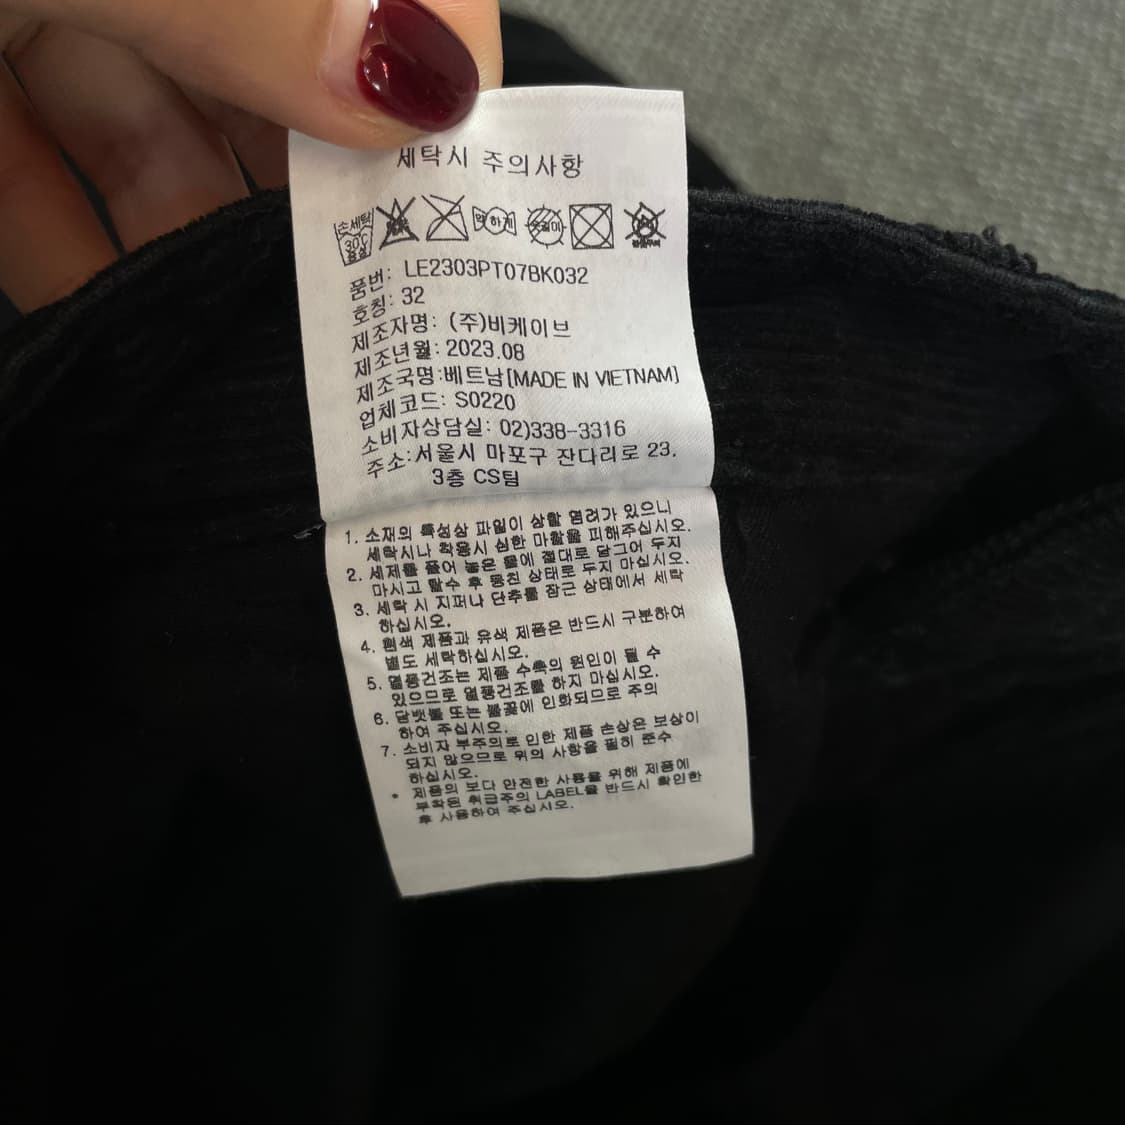 세탁시 주의사항
손세탁 30℃ 중성 약하게 옷걸이
품번: LE2303PT07BK032
호칭: 32
제조자명: (주)비케이브
제조년월: 2023.08
제조국명:베트남(MADE IN VIETNAM)
업체코드: S0220
소비자상담실: 02)338-3316
주소:서울시 마포구 잔다리로 23.
3층 CS팀
1. 소재의 특성상 파일이 상할 염려가 있으니
세탁시나 착용시 심한 마찰을 피해주십시오.
2. 세제를 풀어 놓은 물에 절대로 담그어 두지
마시고 탈수 후 뭉친 상태로 두지 마십시오.
3. 세탁 시 지퍼나 단추를 잠근 상태에서 세탁
하십시오.
4. 흰색 제품과 유색 제품은 반드시 구분하여
별도 세탁하십시오.
5. 열풍건조는 제품 수축의 원인이 될 수
있으므로 열풍건조를 하지 마십시오.
6. 담뱃불 또는 불꽃에 인화되므로 주의
하여 주십시오.
7. 소비자 부주의로 인한 제품 손상은 보상이
되지 않으므로 위의 사항을 필히 준수
하십시오.
* 제품의 보다 안전한 사용을 위해 제품에
부착된 취급주의 LABEL을 반드시 확인한
후 사용하여 주십시오.